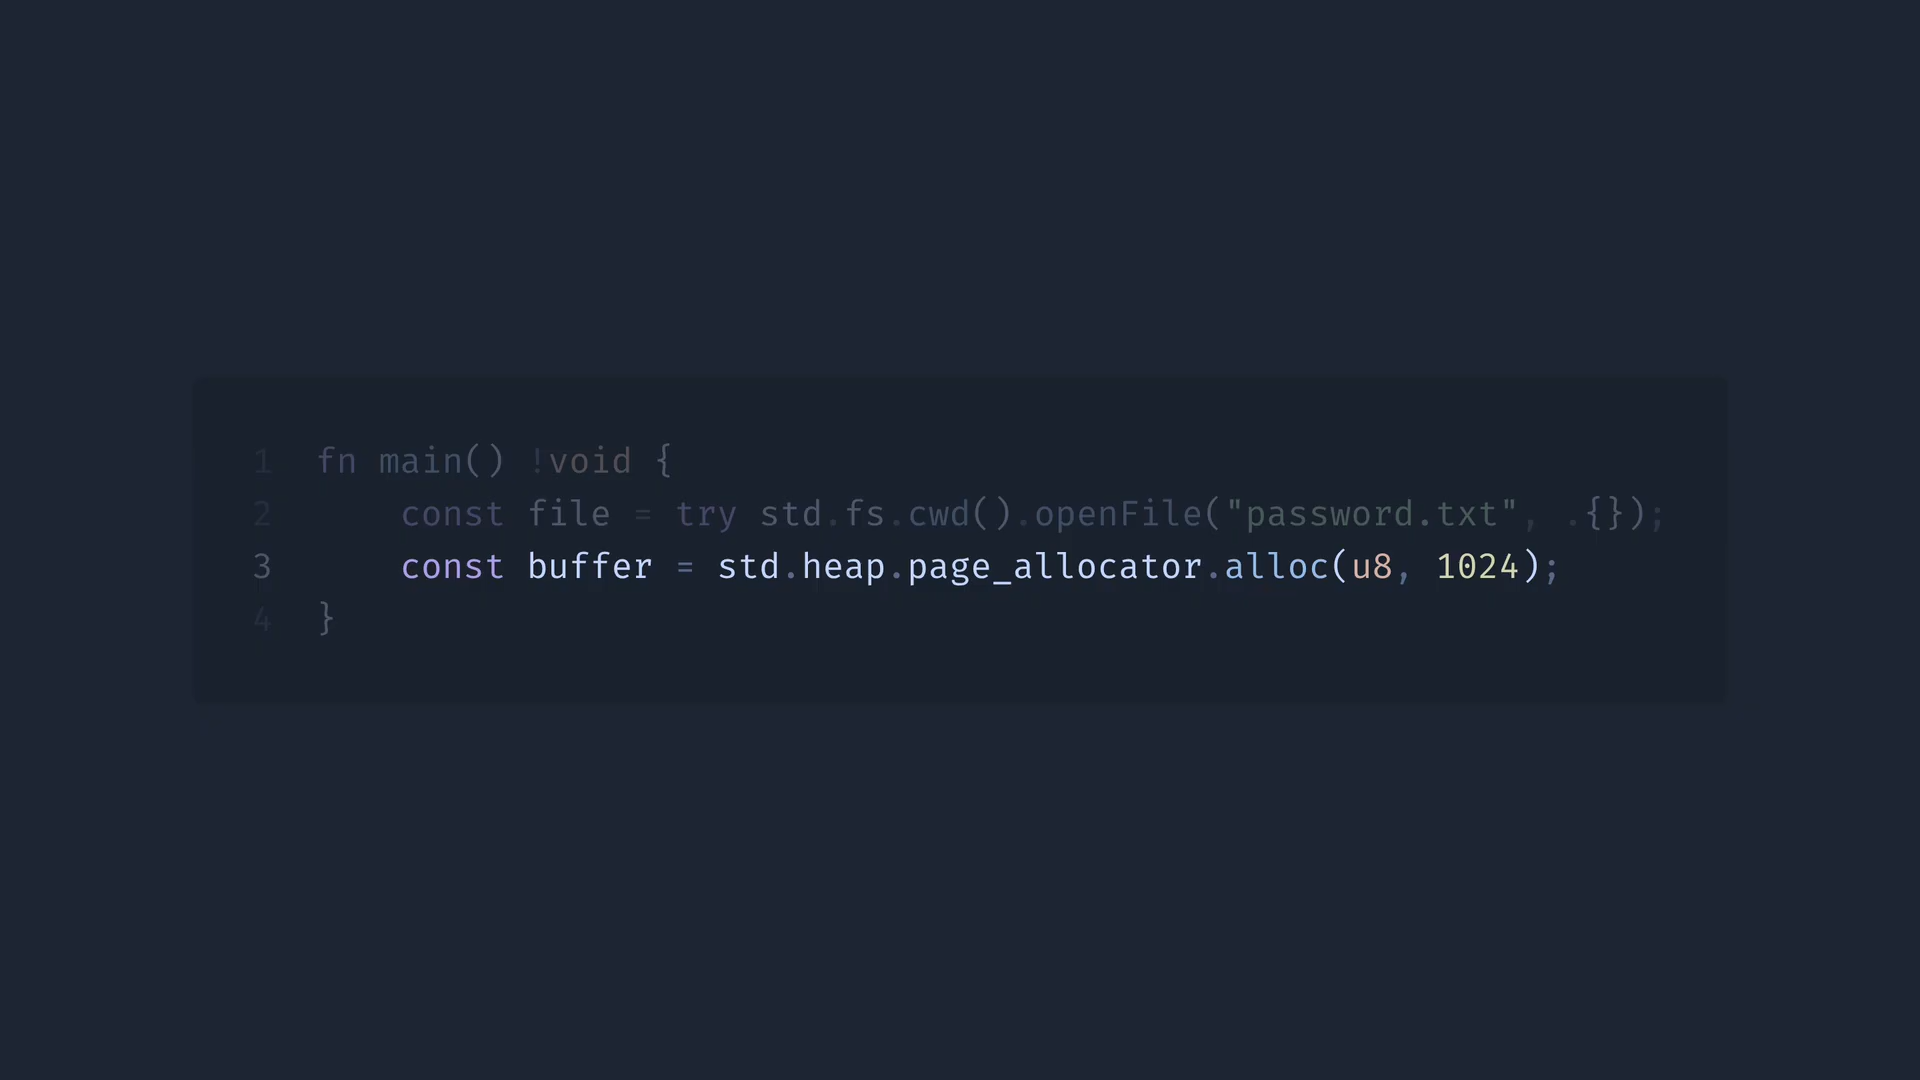 1 fn main() !void {
2 const file = try std.fs.cwd().openFile("password.txt", .{});
3 const buffer = std.heap.page_allocator.alloc(u8, 1024);
4 }